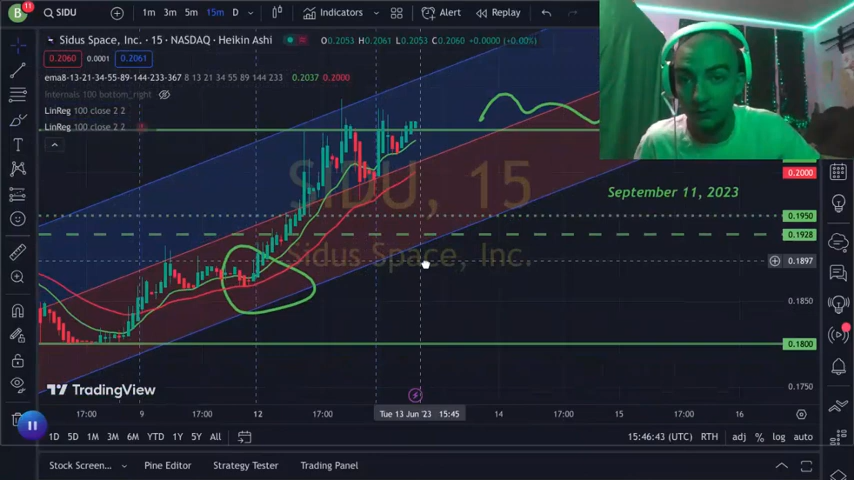 B 11 SIDU 1m 3m 5m 15m D Indicators Alert Replay
Sidus Space, Inc. · 15 · NASDAQ · Heikin Ashi O0.2053 H0.2061 L0.2053 C0.2060 +0.0000 (+0.00%)
0.2060 0.0001 0.2061
ema8-13-21-34-55-89-144-233-367 8 13 21 34 55 89 144 233 0.2037 0.2000
Internals 100 bottom_right
LinReg 100 close 2 2
LinReg 100 close 2 2
SIDU, 15
Sidus Space, Inc.
September 11, 2023
0.2000
0.1950
0.1928
0.1897
0.1850
0.1800
0.1750
TradingView
17:00 9 17:00 12 17:00 Tue 13 Jun '23 15:45 14 17:00 15 17:00 16
1D 5D 1M 3M 6M YTD 1Y 5Y All 15:46:43 (UTC) RTH adj % log auto
Stock Screen... Pine Editor Strategy Tester Trading Panel